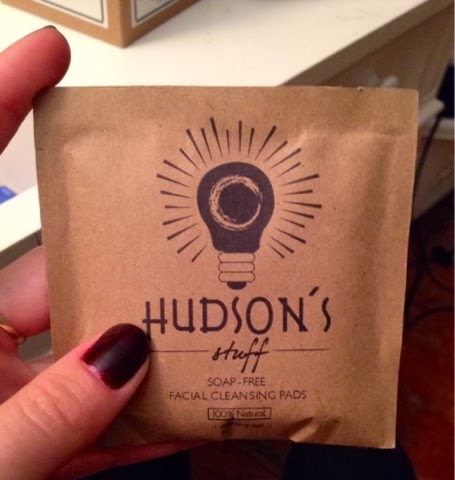 HUDSON'S
stuff
SOAP-FREE
FACIAL CLEANSING PADS
100% Natural